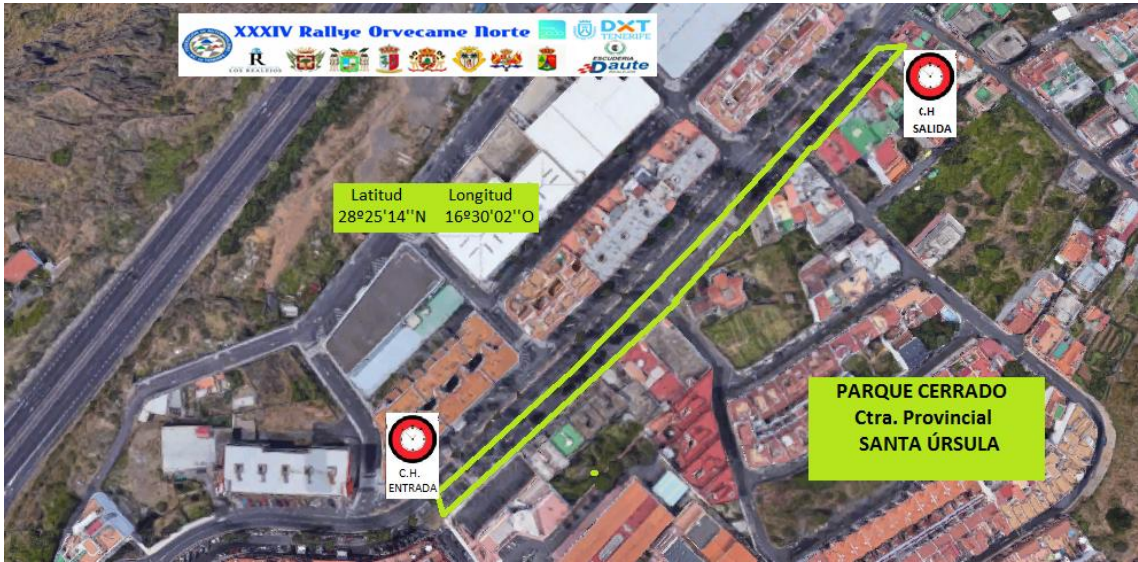 XXXIV Rallye Orvecame Norte
DXT
TENERIFE
R
LOS REALEJOS
ESCUDERIA
Daute
C.H
SALIDA
Latitud Longitud
28º25'14''N 16º30'02''O
PARQUE CERRADO
Ctra. Provincial
SANTA ÚRSULA
C.H.
ENTRADA